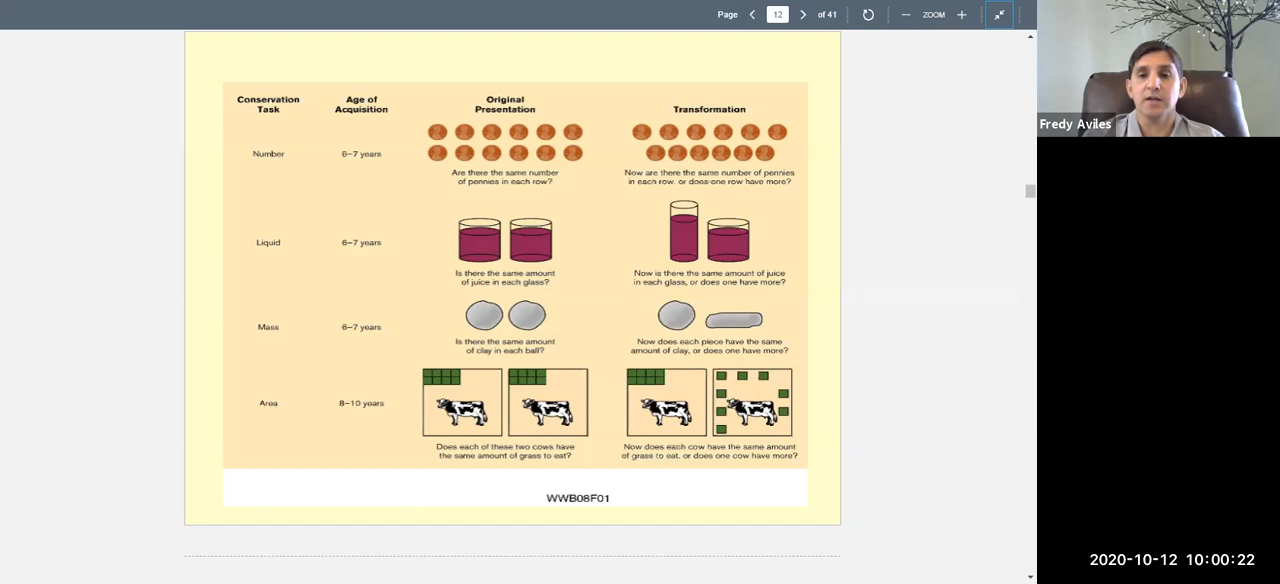 Page 12 of 41 ZOOM
Fredy Aviles
Conservation Task
Age of Acquisition
Original Presentation
Transformation
Number
6–7 years
Are there the same number
of pennies in each row?
Now are there the same number of pennies
in each row, or does one row have more?
Liquid
6–7 years
Is there the same amount
of juice in each glass?
Now is there the same amount of juice
in each glass, or does one have more?
Mass
6–7 years
Is there the same amount
of clay in each ball?
Now does each piece have the same
amount of clay, or does one have more?
Area
8–10 years
Does each of these two cows have
the same amount of grass to eat?
Now does each cow have the same amount
of grass to eat, or does one cow have more?
WWB08F01
2020-10-12 10:00:22